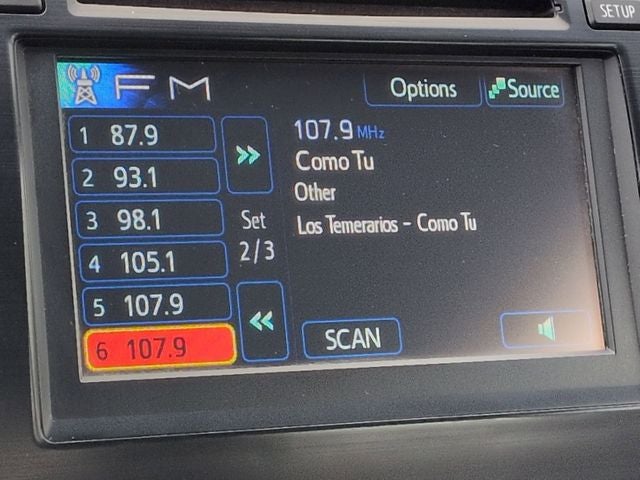 SETUP
FM
Options
Source
1 87.9
2 93.1
3 98.1
4 105.1
5 107.9
6 107.9
Set
2/3
107.9 MHz
Como Tu
Other
Los Temerarios - Como Tu
SCAN